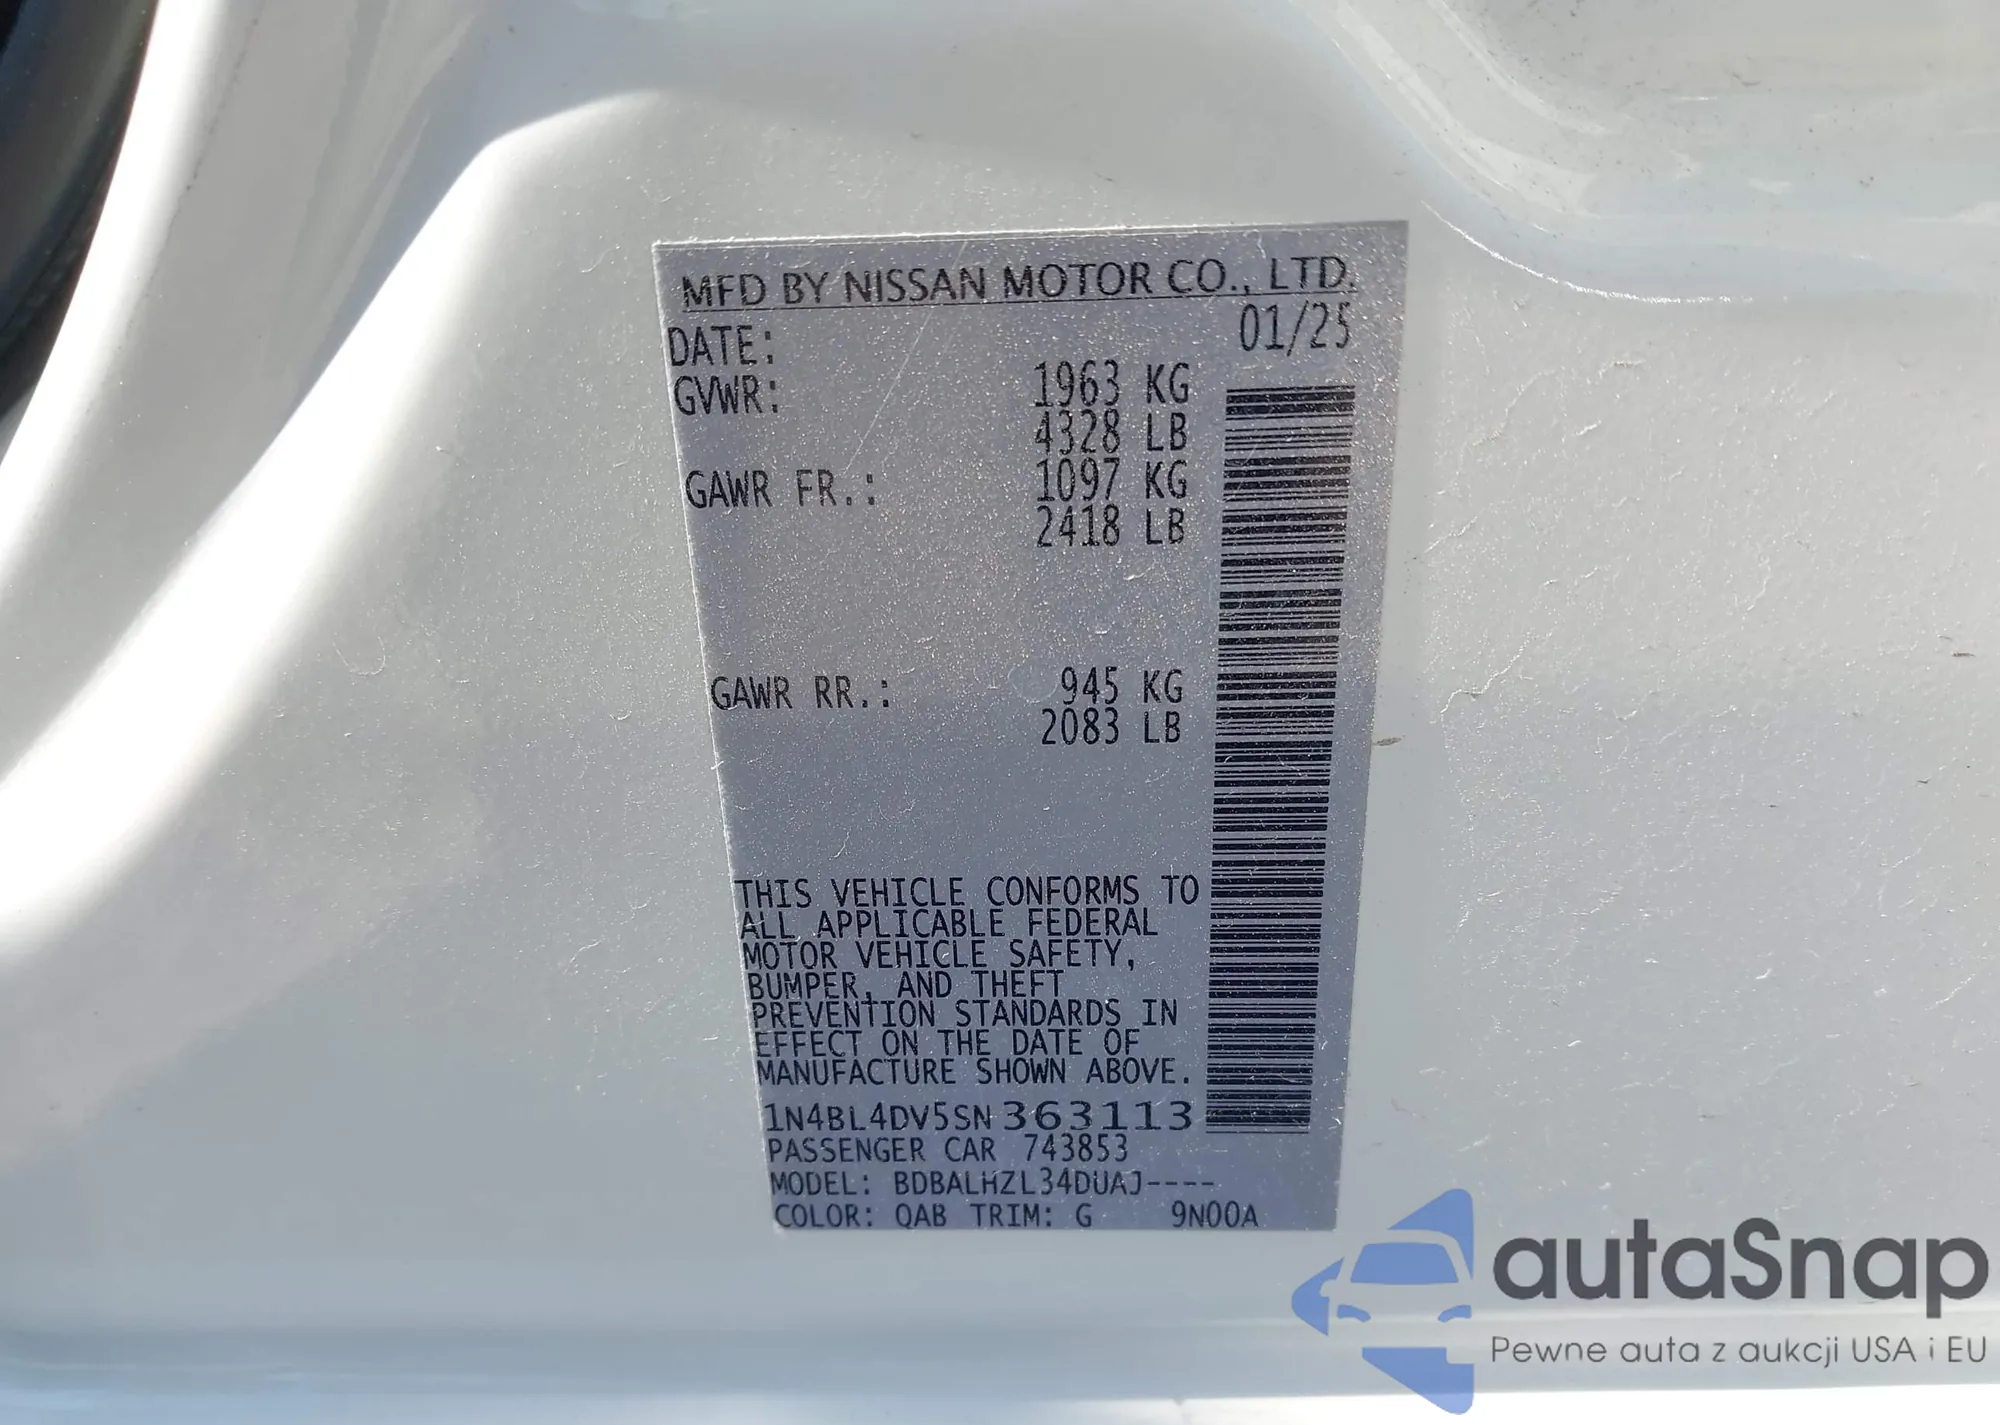 MFD BY NISSAN MOTOR CO., LTD.
DATE: 01/25
GVWR: 1963 KG
4328 LB
GAWR FR.: 1097 KG
2418 LB
GAWR RR.: 945 KG
2083 LB
THIS VEHICLE CONFORMS TO
ALL APPLICABLE FEDERAL
MOTOR VEHICLE SAFETY,
BUMPER, AND THEFT
PREVENTION STANDARDS IN
EFFECT ON THE DATE OF
MANUFACTURE SHOWN ABOVE.
1N4BL4DV5SN363113
PASSENGER CAR 743853
MODEL: BDBALHZL34DUAJ----
COLOR: QAB TRIM: G 9N00A
autaSnap
Pewne auta z aukcji USA i EU